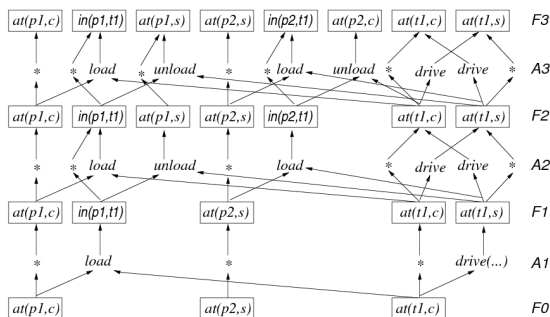 at(p1,c) in(p1,t1) at(p1,s) at(p2,s) in(p2,t1) at(p2,c) at(t1,c) at(t1,s) F3
* * load * unload * * load unload * drive drive * A3
at(p1,c) in(p1,t1) at(p1,s) at(p2,s) in(p2,t1) at(t1,c) at(t1,s) F2
* * load unload * load * drive drive * A2
at(p1,c) in(p1,t1) at(p2,s) at(t1,c) at(t1,s) F1
* load * * drive(...) A1
at(p1,c) at(p2,s) at(t1,c) F0